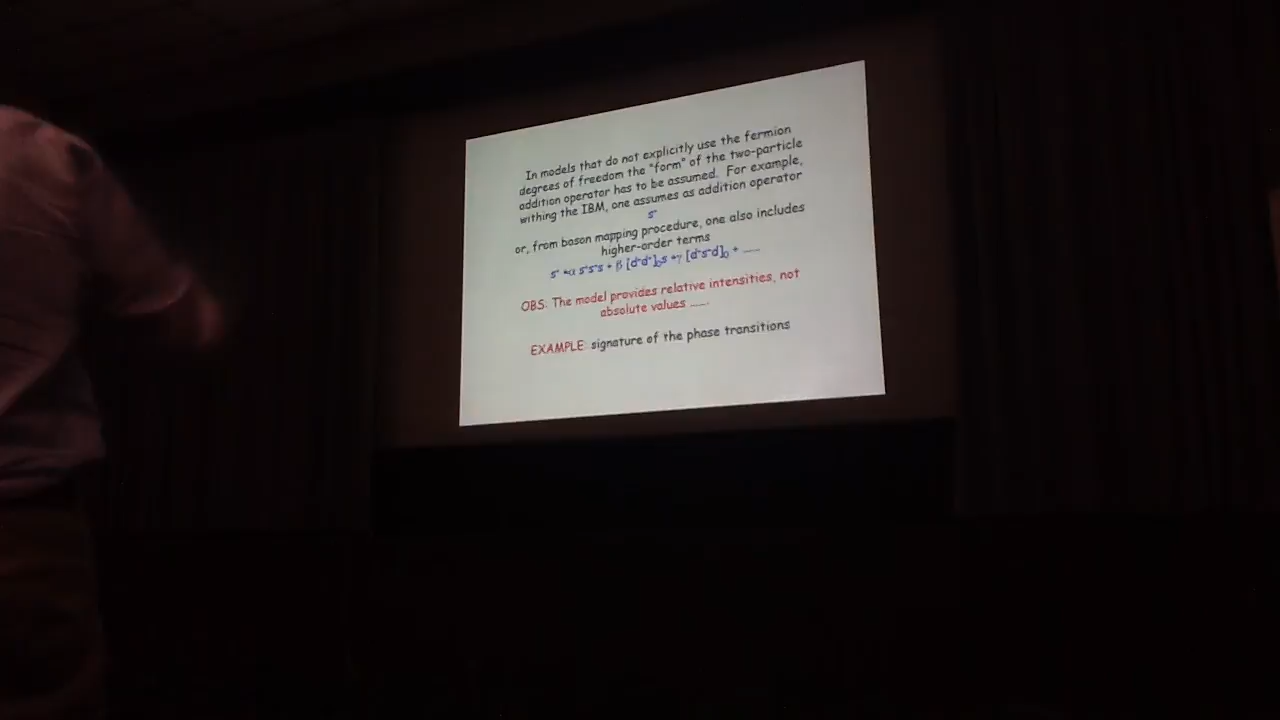 In models that do not explicitly use the fermion
degrees of freedom the "form" of the two-particle
addition operator has to be assumed. For example,
withing the IBM, one assumes as addition operator
s⁺
or, from boson mapping procedure, one also includes
higher-order terms
s⁺ +α s⁺s⁺s + β [d⁺d⁺]₀s +γ [d⁺s⁺d]₀ + .....
OBS: The model provides relative intensities, not
absolute values ......
EXAMPLE: signature of the phase transitions